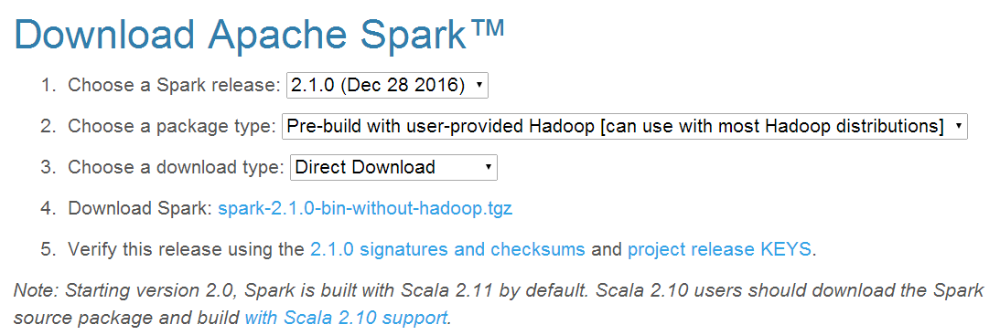 Download Apache Spark™
1. Choose a Spark release: 2.1.0 (Dec 28 2016)
2. Choose a package type: Pre-build with user-provided Hadoop [can use with most Hadoop distributions]
3. Choose a download type: Direct Download
4. Download Spark: spark-2.1.0-bin-without-hadoop.tgz
5. Verify this release using the 2.1.0 signatures and checksums and project release KEYS.
Note: Starting version 2.0, Spark is built with Scala 2.11 by default. Scala 2.10 users should download the Spark
source package and build with Scala 2.10 support.